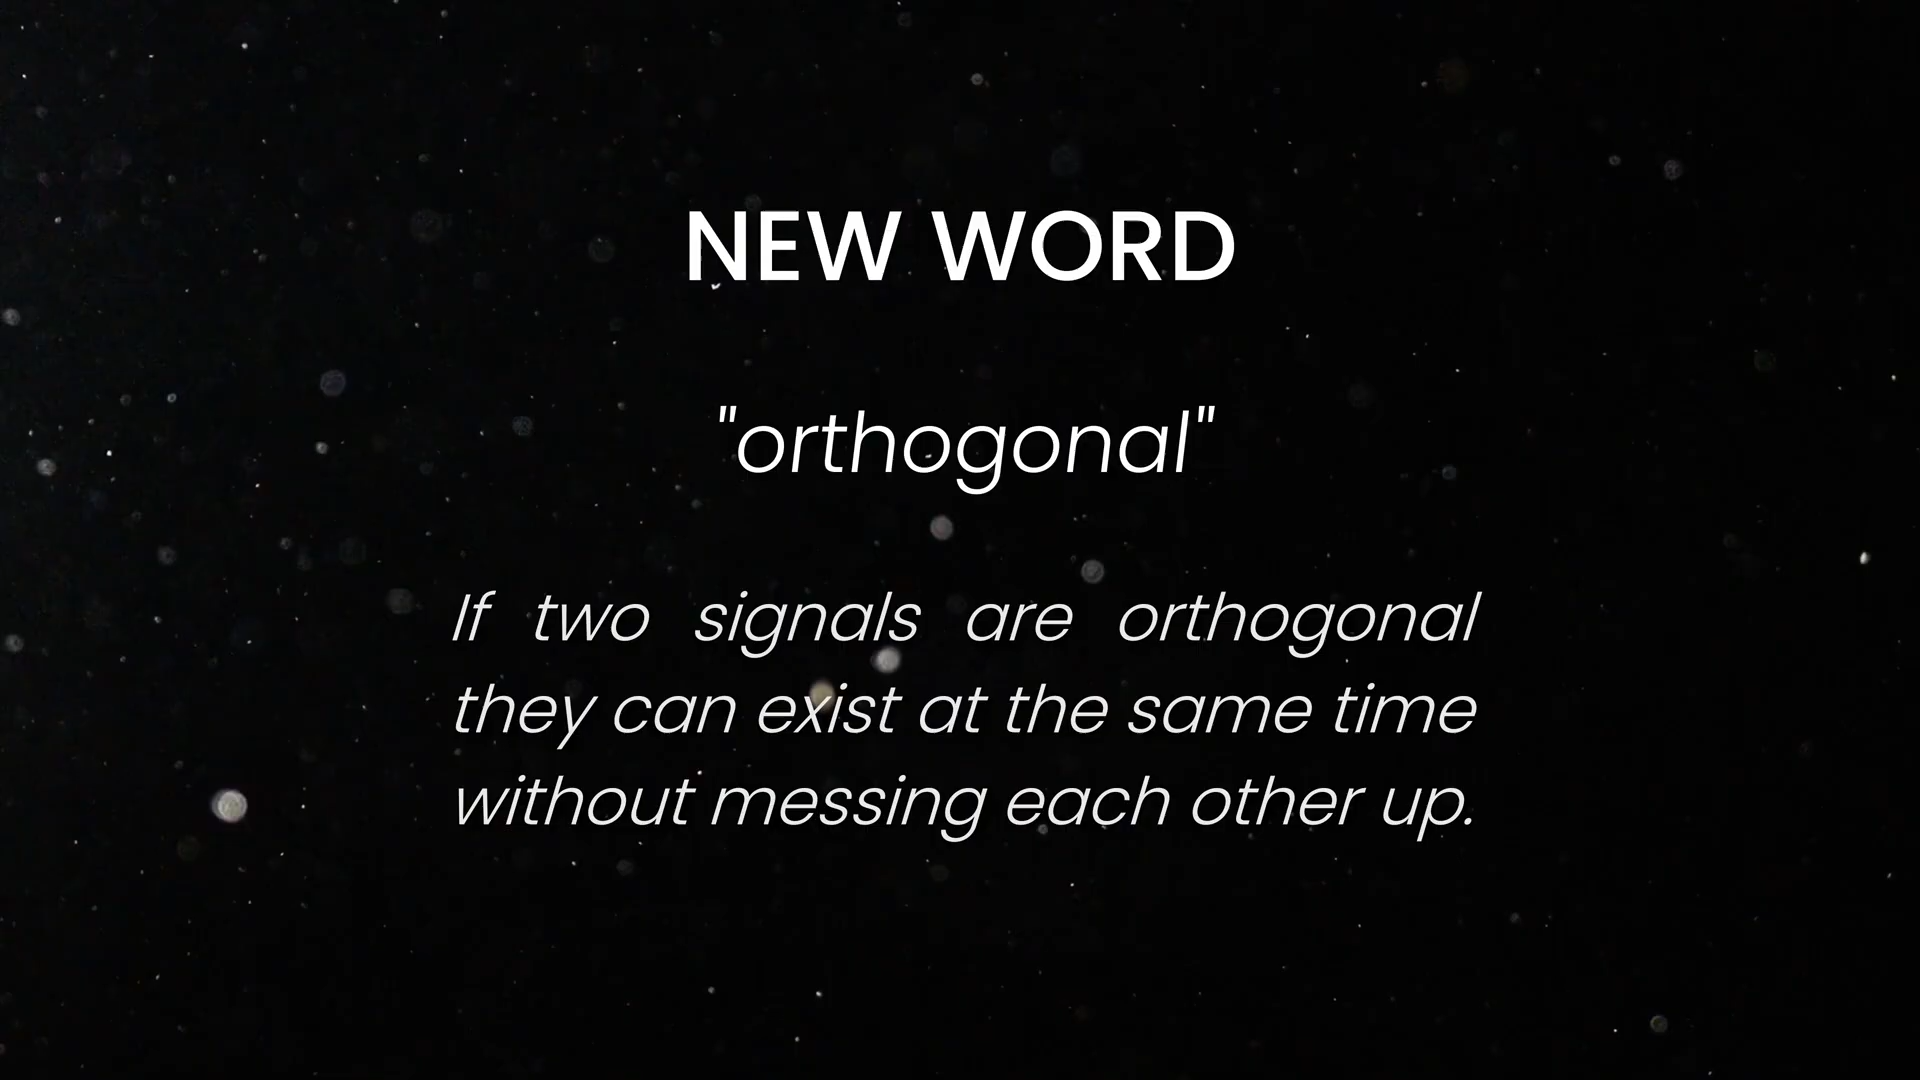 NEW WORD
"orthogonal"
If two signals are orthogonal
they can exist at the same time
without messing each other up.